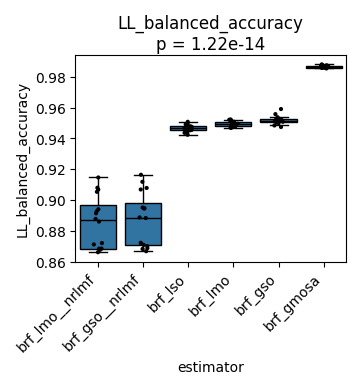 LL_balanced_accuracy
p = 1.22e-14
LL_balanced_accuracy
0.98
0.96
0.94
0.92
0.90
0.88
0.86
brf_lmo__nrlmf
brf_gso__nrlmf
brf_lso
brf_lmo
brf_gso
brf_gmosa
estimator